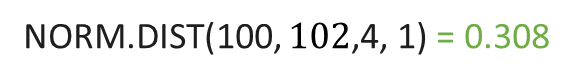 NORM.DIST(100, 102,4, 1) = 0.308